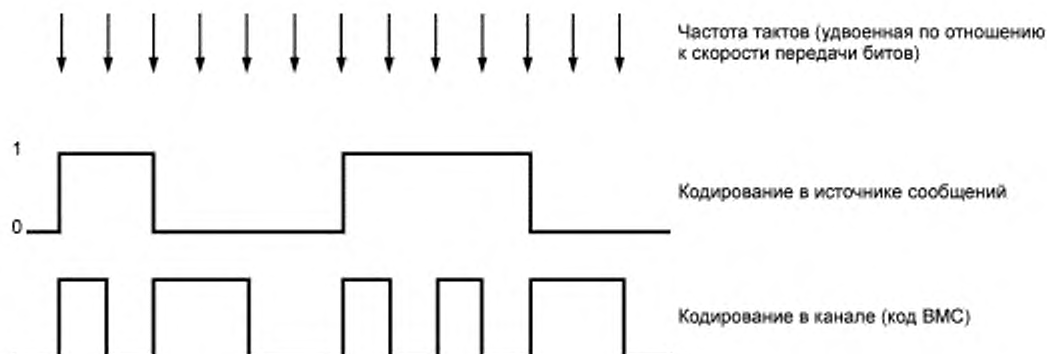 Частота тактов (удвоенная по отношению
к скорости передачи битов)
1
Кодирование в источнике сообщений
0
Кодирование в канале (код BMC)